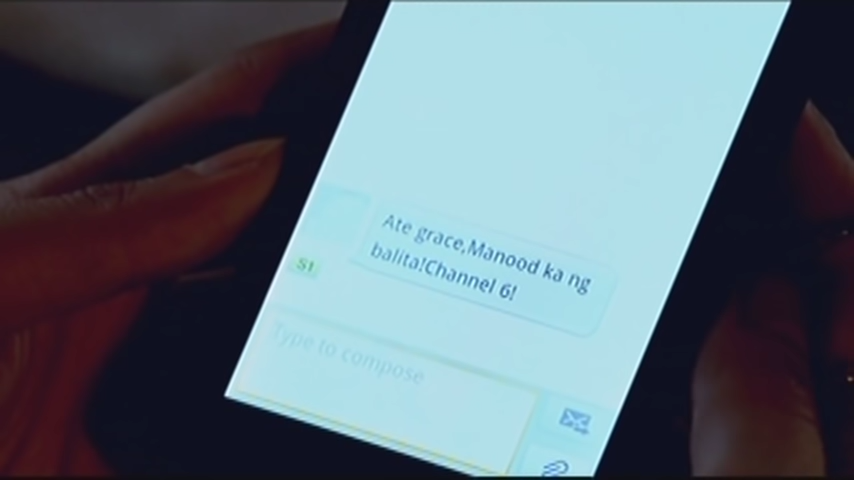 Ate grace,Manood ka ng
balita!Channel 6!
S1
Type to compose